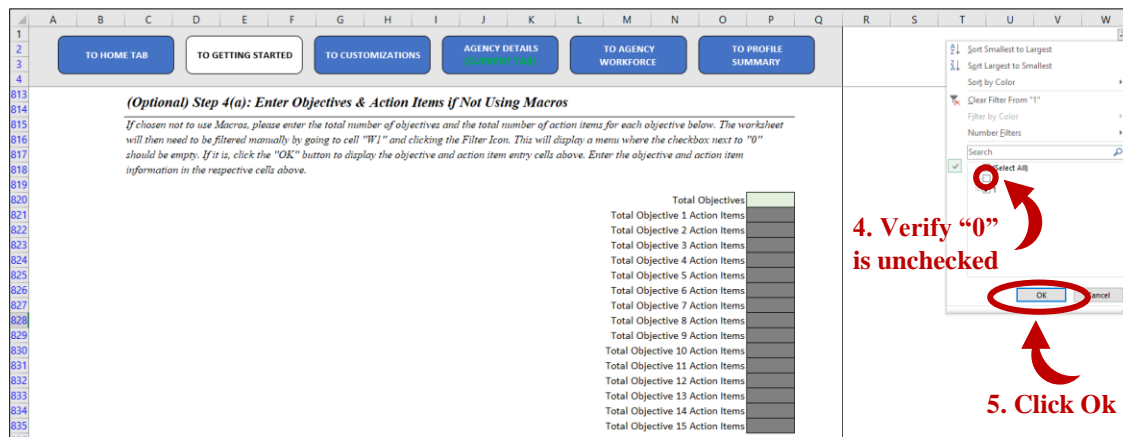 A B C D E F G H I J K L M N O P Q R S T U V W
1
2
3
4
TO HOME TAB
TO GETTING STARTED
TO CUSTOMIZATIONS
AGENCY DETAILS
(CURRENT TAB)
TO AGENCY
WORKFORCE
TO PROFILE
SUMMARY
Sort Smallest to Largest
Sort Largest to Smallest
Sort by Color
Clear Filter From "1"
Filter by Color
Number Filters
Search
(Select All)
1
OK
Cancel
813
814 (Optional) Step 4(a): Enter Objectives & Action Items if Not Using Macros
815 If chosen not to use Macros, please enter the total number of objectives and the total number of action items for each objective below. The worksheet
816 will then need to be filtered manually by going to cell "W1" and clicking the Filter Icon. This will display a menu where the checkbox next to "0"
817 should be empty. If it is, click the "OK" button to display the objective and action item entry cells above. Enter the objective and action item
818 information in the respective cells above.
819
820 Total Objectives
821 Total Objective 1 Action Items
822 Total Objective 2 Action Items
823 Total Objective 3 Action Items
824 Total Objective 4 Action Items
825 Total Objective 5 Action Items
826 Total Objective 6 Action Items
827 Total Objective 7 Action Items
828 Total Objective 8 Action Items
829 Total Objective 9 Action Items
830 Total Objective 10 Action Items
831 Total Objective 11 Action Items
832 Total Objective 12 Action Items
833 Total Objective 13 Action Items
834 Total Objective 14 Action Items
835 Total Objective 15 Action Items
4. Verify “0”
is unchecked
5. Click Ok